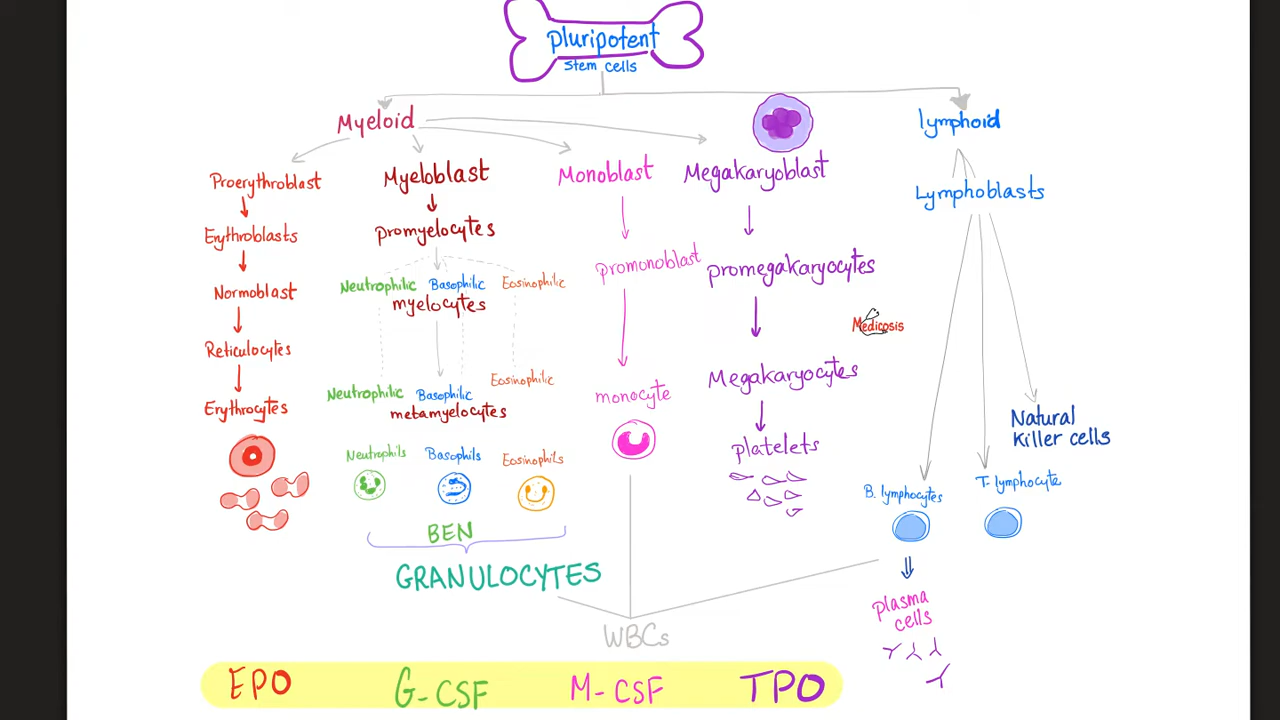 pluripotent
Stem cells
Myeloid
lymphoid
Proerythroblast
Myeloblast
Monoblast
Megakaryoblast
Lymphoblasts
Erythroblasts
promyelocytes
promonoblast
promegakaryocytes
Normoblast
Neutrophilic
Basophilic
Eosinophilic
myelocytes
Medicosis
Reticulocytes
Neutrophilic
Basophilic
Eosinophilic
metamyelocytes
monocyte
Megakaryocytes
Erythrocytes
Natural
Killer cells
Neutrophils
Basophils
Eosinophils
platelets
B. lymphocytes
T. lymphocyte
BEN
GRANULOCYTES
plasma
cells
WBCs
EPO
G-CSF
M-CSF
TPO